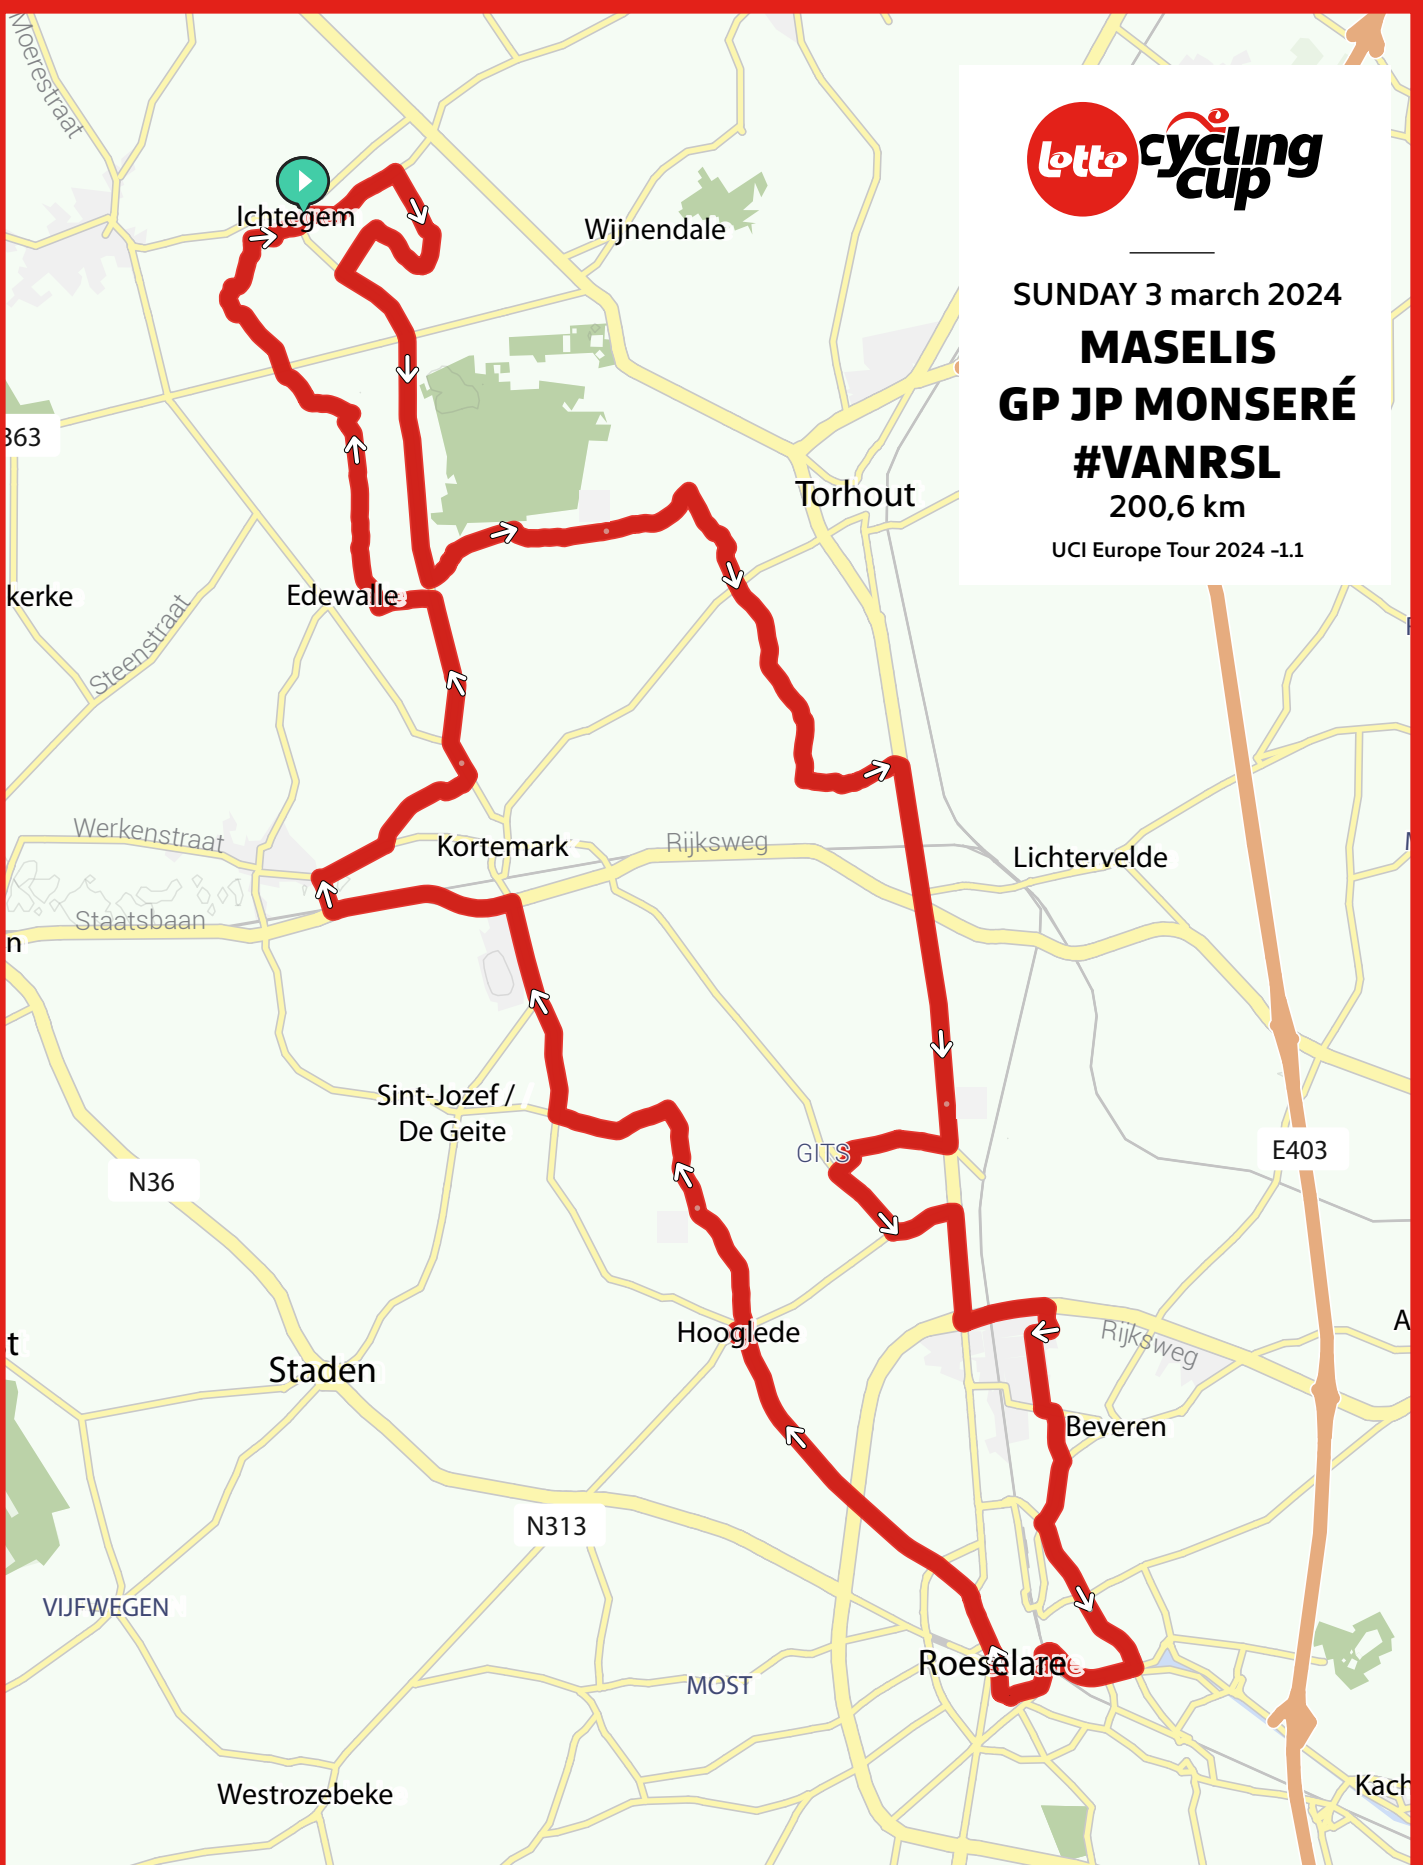 Moerestraat
lotto cycling cup
SUNDAY 3 march 2024
MASELIS
GP JP MONSERÉ
#VANRSL
200,6 km
UCI Europe Tour 2024 -1.1
Ichtegem
Wijnendale
363
Torhout
kerke
Edewalle
Steenstraat
Werkenstraat
Kortemark
Rijksweg
Lichtervelde
Staatsbaan
n
Sint-Jozef /
De Geite
GITS
E403
N36
Hooglede
Rijksweg
A
t
Staden
Beveren
N313
VIJFWEGEN
Roeselare
MOST
Westrozebeke
Kach